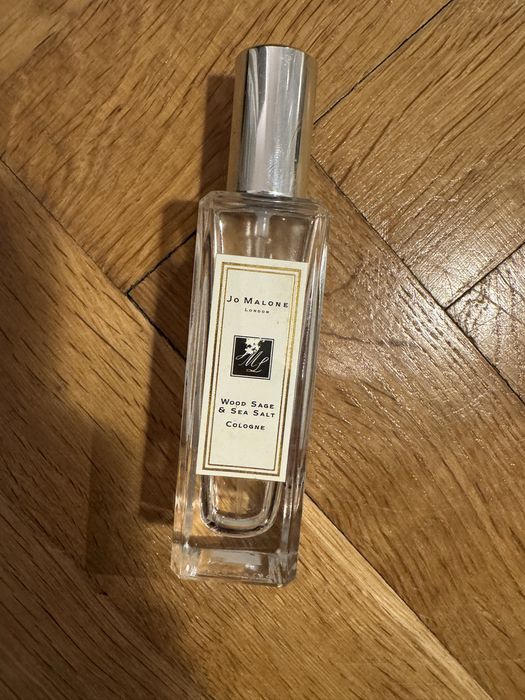 Jo Malone
London
Wood Sage
& Sea Salt
Cologne